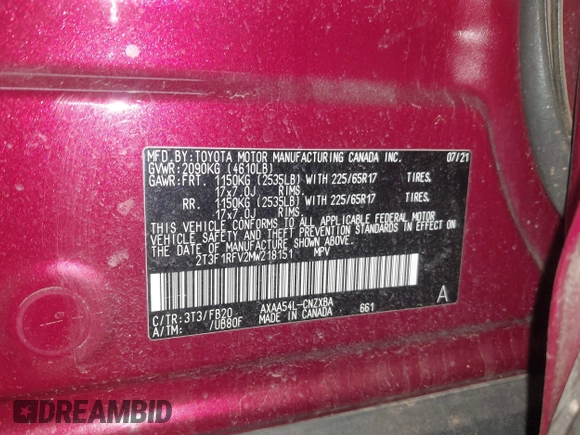 MFD.BY:TOYOTA MOTOR MANUFACTURING CANADA INC. 07/21
GVWR:2090KG (4610LB)
GAWR:FRT. 1150KG (2535LB) WITH 225/65R17 TIRES.
17x7.0J RIMS
RR. 1150KG (2535LB) WITH 225/65R17 TIRES.
17x7.0J RIMS
THIS VEHICLE CONFORMS TO ALL APPLICABLE FEDERAL MOTOR
VEHICLE SAFETY AND THEFT PREVENTION STANDARDS IN EFFECT ON
THE DATE OF MANUFACTURE SHOWN ABOVE.
2T3F1RFV2MW218151 MPV
C/TR:3T3/FB20 AXAA54L-CNZXBA 661 A
A/TM: /UB80F MADE IN CANADA
DREAMBID